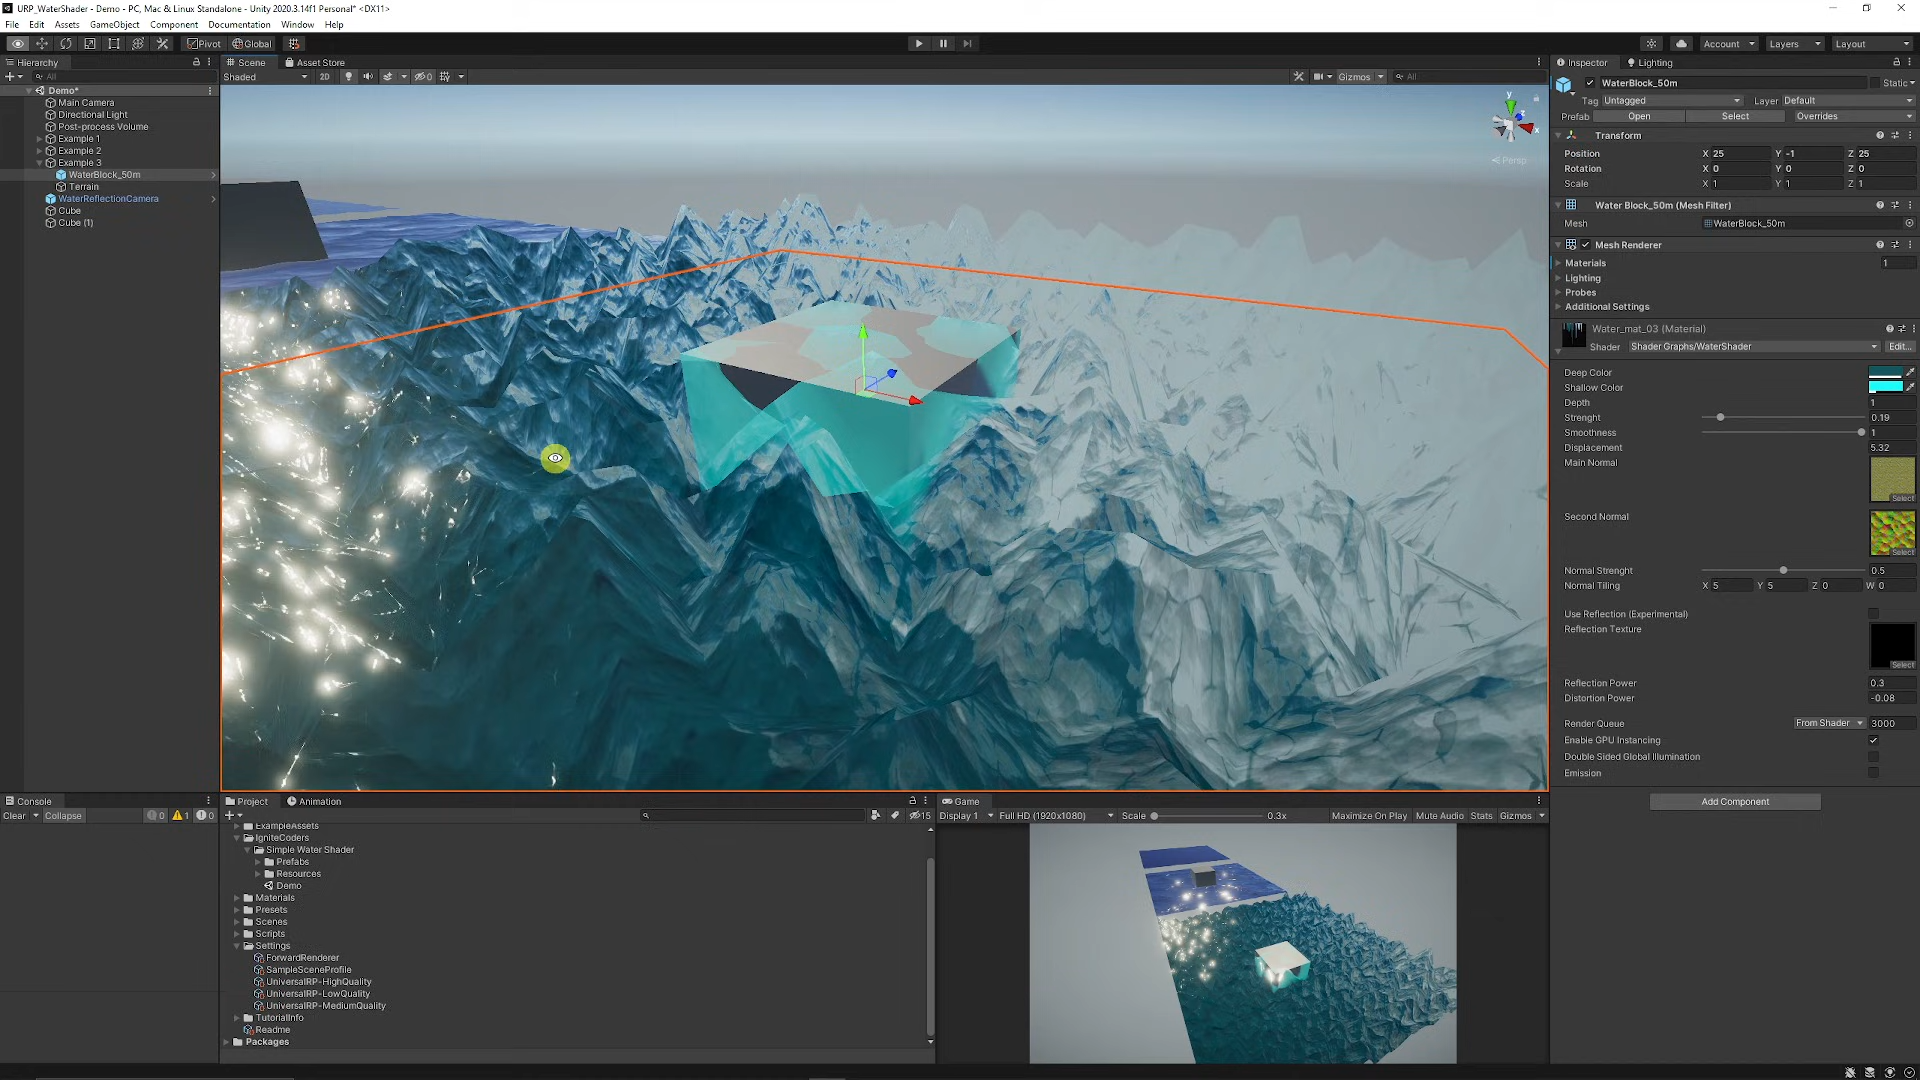 URP_WaterShader - Demo - PC, Mac & Linux Standalone - Unity 2020.3.14f1 Personal* <DX11>
File Edit Assets GameObject Component Tutorial Documentation Window Help
Pivot Global Account Layers Layout
Hierarchy
All
Demo*
Main Camera
Directional Light
Post-process Volume
Example 1
Example 2
Example 3
WaterBlock_50m
Terrain
WaterReflectionCamera
Cube
Cube (1)
Scene Asset Store
Shaded 2D 0 Gizmos All
y
x
Persp
Inspector Lighting
WaterBlock_50m Static
Tag Untagged Layer Default
Prefab Open Select Overrides
Transform
Position X 25 Y -1 Z 25
Rotation X 0 Y 0 Z 0
Scale X 1 Y 1 Z 1
Water Block_50m (Mesh Filter)
Mesh WaterBlock_50m
Mesh Renderer
Materials 1
Lighting
Probes
Additional Settings
Water_mat_03 (Material)
Shader Shader Graphs/WaterShader Edit...
Deep Color
Shallow Color
Depth 1
Strenght 0.19
Smoothness 1
Displacement 5.32
Main Normal
Select
Second Normal
Select
Normal Strenght 0.5
Normal Tiling X 5 Y 5 Z 0 W 0
Use Reflection (Experimental)
Reflection Texture
Select
Reflection Power 0.3
Distortion Power -0.08
Render Queue From Shader 3000
Enable GPU Instancing
Double Sided Global Illumination
Emission
Add Component
Console
Clear Collapse 0 1 0
Project Animation
15
ExampleAssets
IgniteCoders
Simple Water Shader
Prefabs
Resources
Demo
Materials
Presets
Scenes
Scripts
Settings
ForwardRenderer
SampleSceneProfile
UniversalRP-HighQuality
UniversalRP-LowQuality
UniversalRP-MediumQuality
TutorialInfo
Readme
Packages
Game
Display 1 Full HD (1920x1080) Scale 0.3x Maximize On Play Mute Audio Stats Gizmos